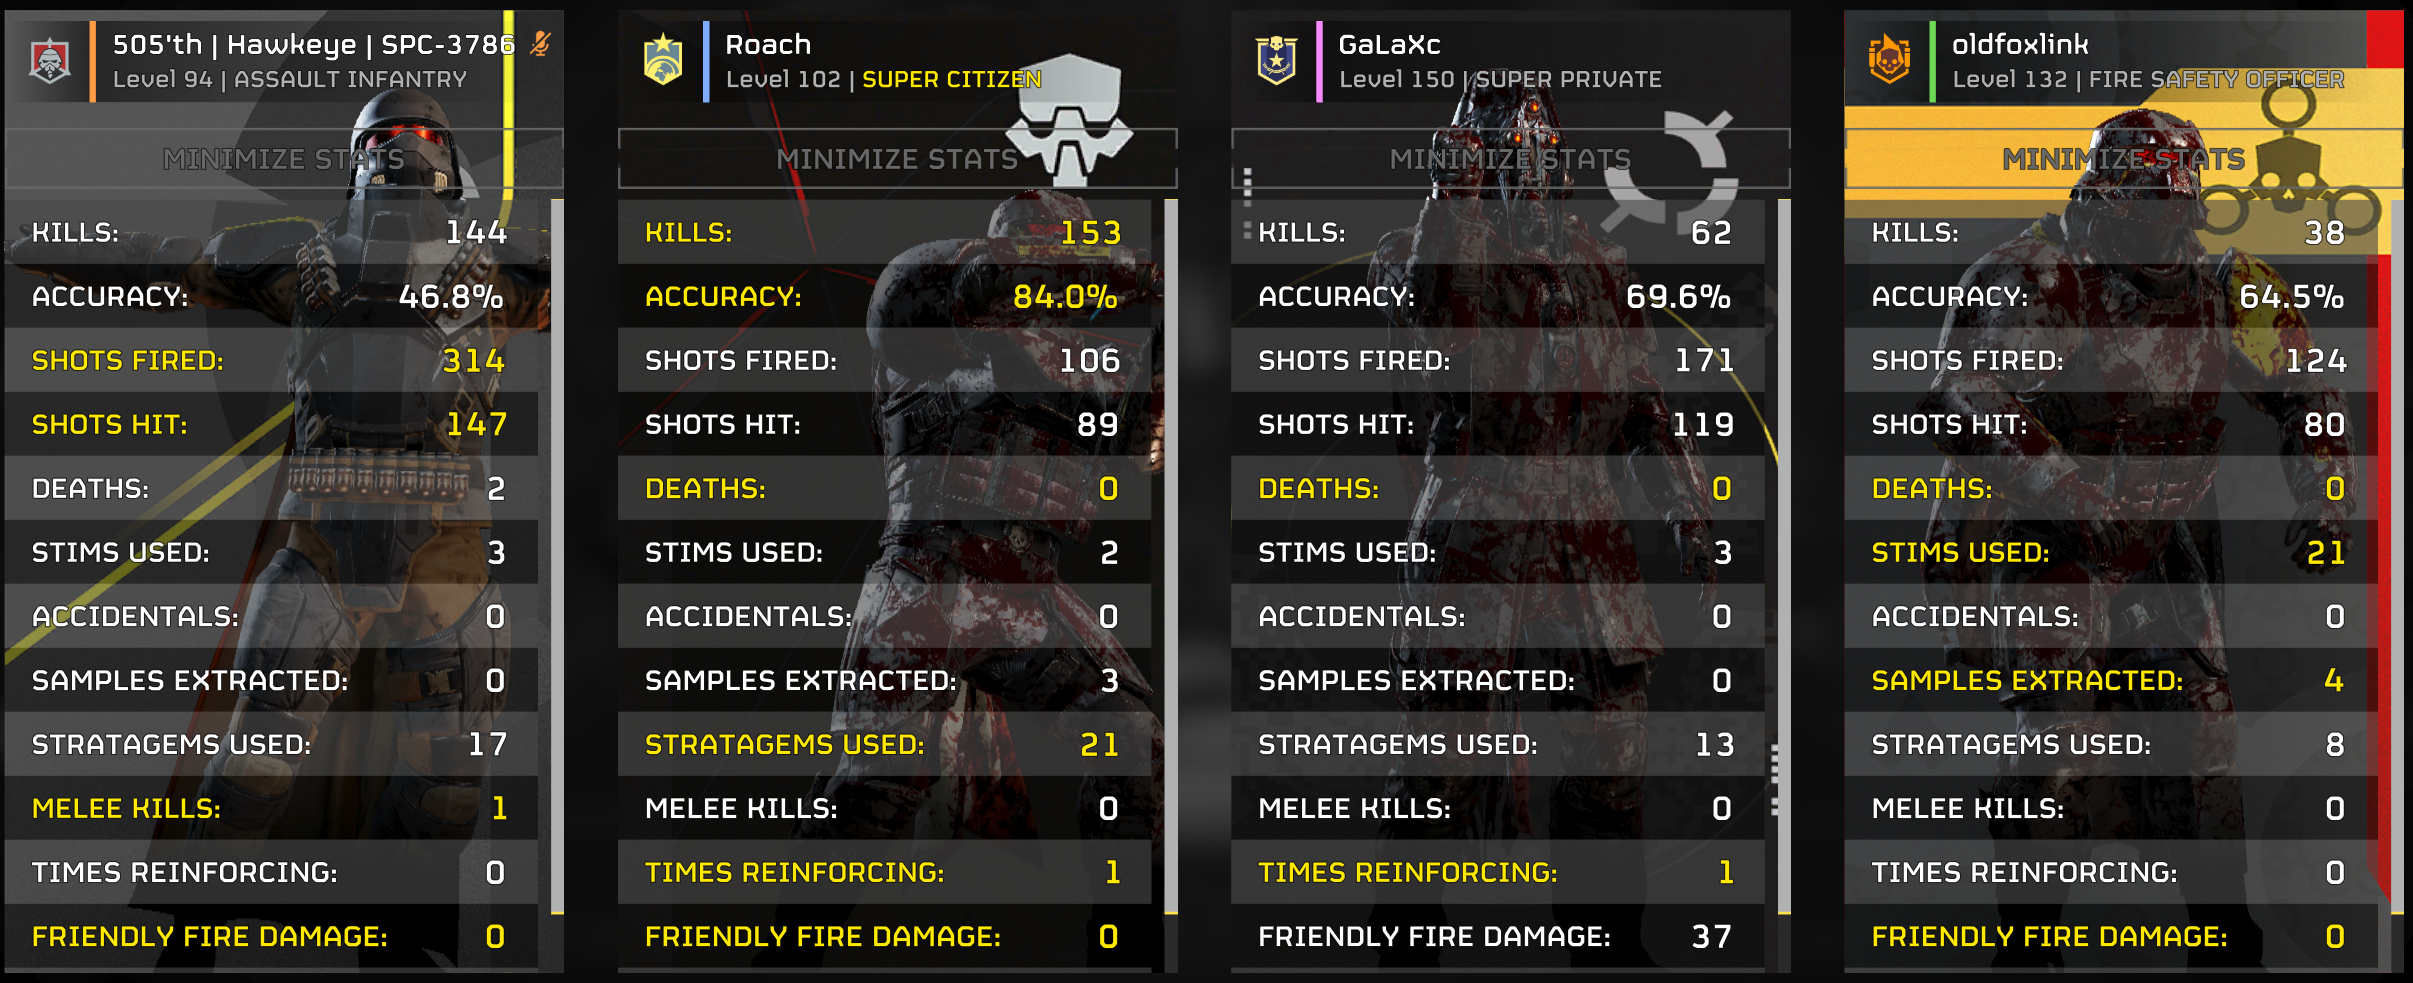 505'th | Hawkeye | SPC-3786
Level 94 | ASSAULT INFANTRY
MINIMIZE STATS
KILLS: 144
ACCURACY: 46.8%
SHOTS FIRED: 314
SHOTS HIT: 147
DEATHS: 2
STIMS USED: 3
ACCIDENTALS: 0
SAMPLES EXTRACTED: 0
STRATAGEMS USED: 17
MELEE KILLS: 1
TIMES REINFORCING: 0
FRIENDLY FIRE DAMAGE: 0
Roach
Level 102 | SUPER CITIZEN
MINIMIZE STATS
KILLS: 153
ACCURACY: 84.0%
SHOTS FIRED: 106
SHOTS HIT: 89
DEATHS: 0
STIMS USED: 2
ACCIDENTALS: 0
SAMPLES EXTRACTED: 3
STRATAGEMS USED: 21
MELEE KILLS: 0
TIMES REINFORCING: 1
FRIENDLY FIRE DAMAGE: 0
GaLaXc
Level 150 | SUPER PRIVATE
MINIMIZE STATS
KILLS: 62
ACCURACY: 69.6%
SHOTS FIRED: 171
SHOTS HIT: 119
DEATHS: 0
STIMS USED: 3
ACCIDENTALS: 0
SAMPLES EXTRACTED: 0
STRATAGEMS USED: 13
MELEE KILLS: 0
TIMES REINFORCING: 1
FRIENDLY FIRE DAMAGE: 37
oldfoxlink
Level 132 | FIRE SAFETY OFFICER
MINIMIZE STATS
KILLS: 38
ACCURACY: 64.5%
SHOTS FIRED: 124
SHOTS HIT: 80
DEATHS: 0
STIMS USED: 21
ACCIDENTALS: 0
SAMPLES EXTRACTED: 4
STRATAGEMS USED: 8
MELEE KILLS: 0
TIMES REINFORCING: 0
FRIENDLY FIRE DAMAGE: 0